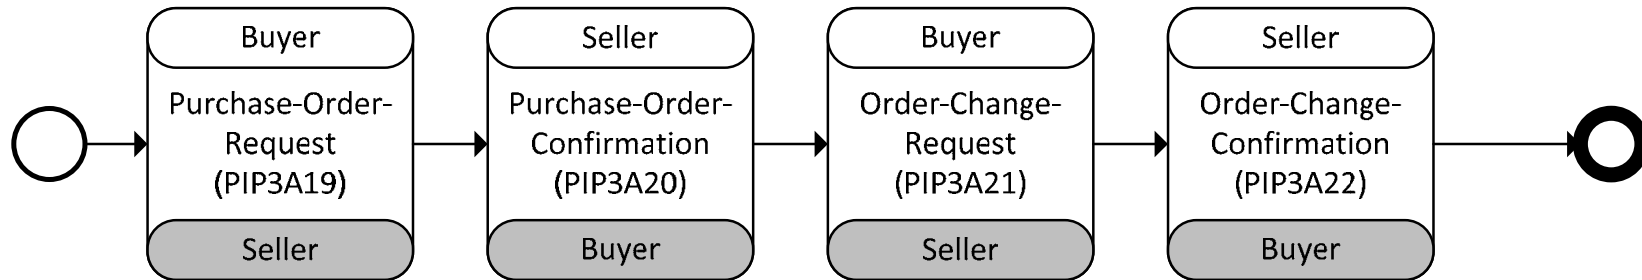 Buyer
Purchase-Order-
Request
(PIP3A19)
Seller
Seller
Purchase-Order-
Confirmation
(PIP3A20)
Buyer
Buyer
Order-Change-
Request
(PIP3A21)
Seller
Seller
Order-Change-
Confirmation
(PIP3A22)
Buyer